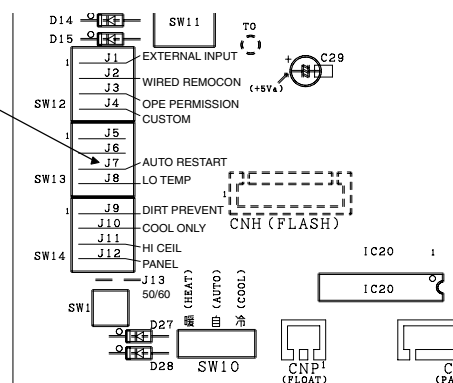 D14
SW11
T0
D15
1 J1 EXTERNAL INPUT
+ C29
J2 WIRED REMOCON
J3 OPE PERMISSION
(+5Va)
SW12 J4 CUSTOM
1 J5
J6
J7 AUTO RESTART
SW13 J8 LO TEMP
1
1 J9 DIRT PREVENT
CNH (FLASH)
J10 COOL ONLY
J11 HI CEIL
SW14 J12 PANEL
IC20 1
J13
50/60
(HEAT) (AUTO) (COOL)
IC20
SW1
暖 自 冷
D27
D28
SW10
CNP 1
(FLOAT)
C
(PA